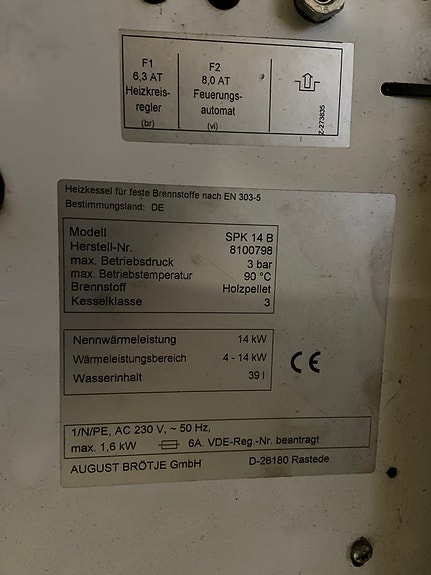 F1
6,3 AT
Heizkreis-
regler
(br)
F2
8,0 AT
Feuerungs-
automat
(vi)
Z-273835
Heizkessel für feste Brennstoffe nach EN 303-5
Bestimmungsland: DE
Modell SPK 14 B
Herstell-Nr. 8100798
max. Betriebsdruck 3 bar
max. Betriebstemperatur 90 °C
Brennstoff Holzpellet
Kesselklasse 3
Nennwärmeleistung 14 kW
Wärmeleistungsbereich 4 - 14 kW
Wasserinhalt 39 l
CE
1/N/PE, AC 230 V, ~ 50 Hz,
max. 1,6 kW 6A. VDE-Reg.-Nr. beantragt
AUGUST BRÖTJE GmbH D-26180 Rastede